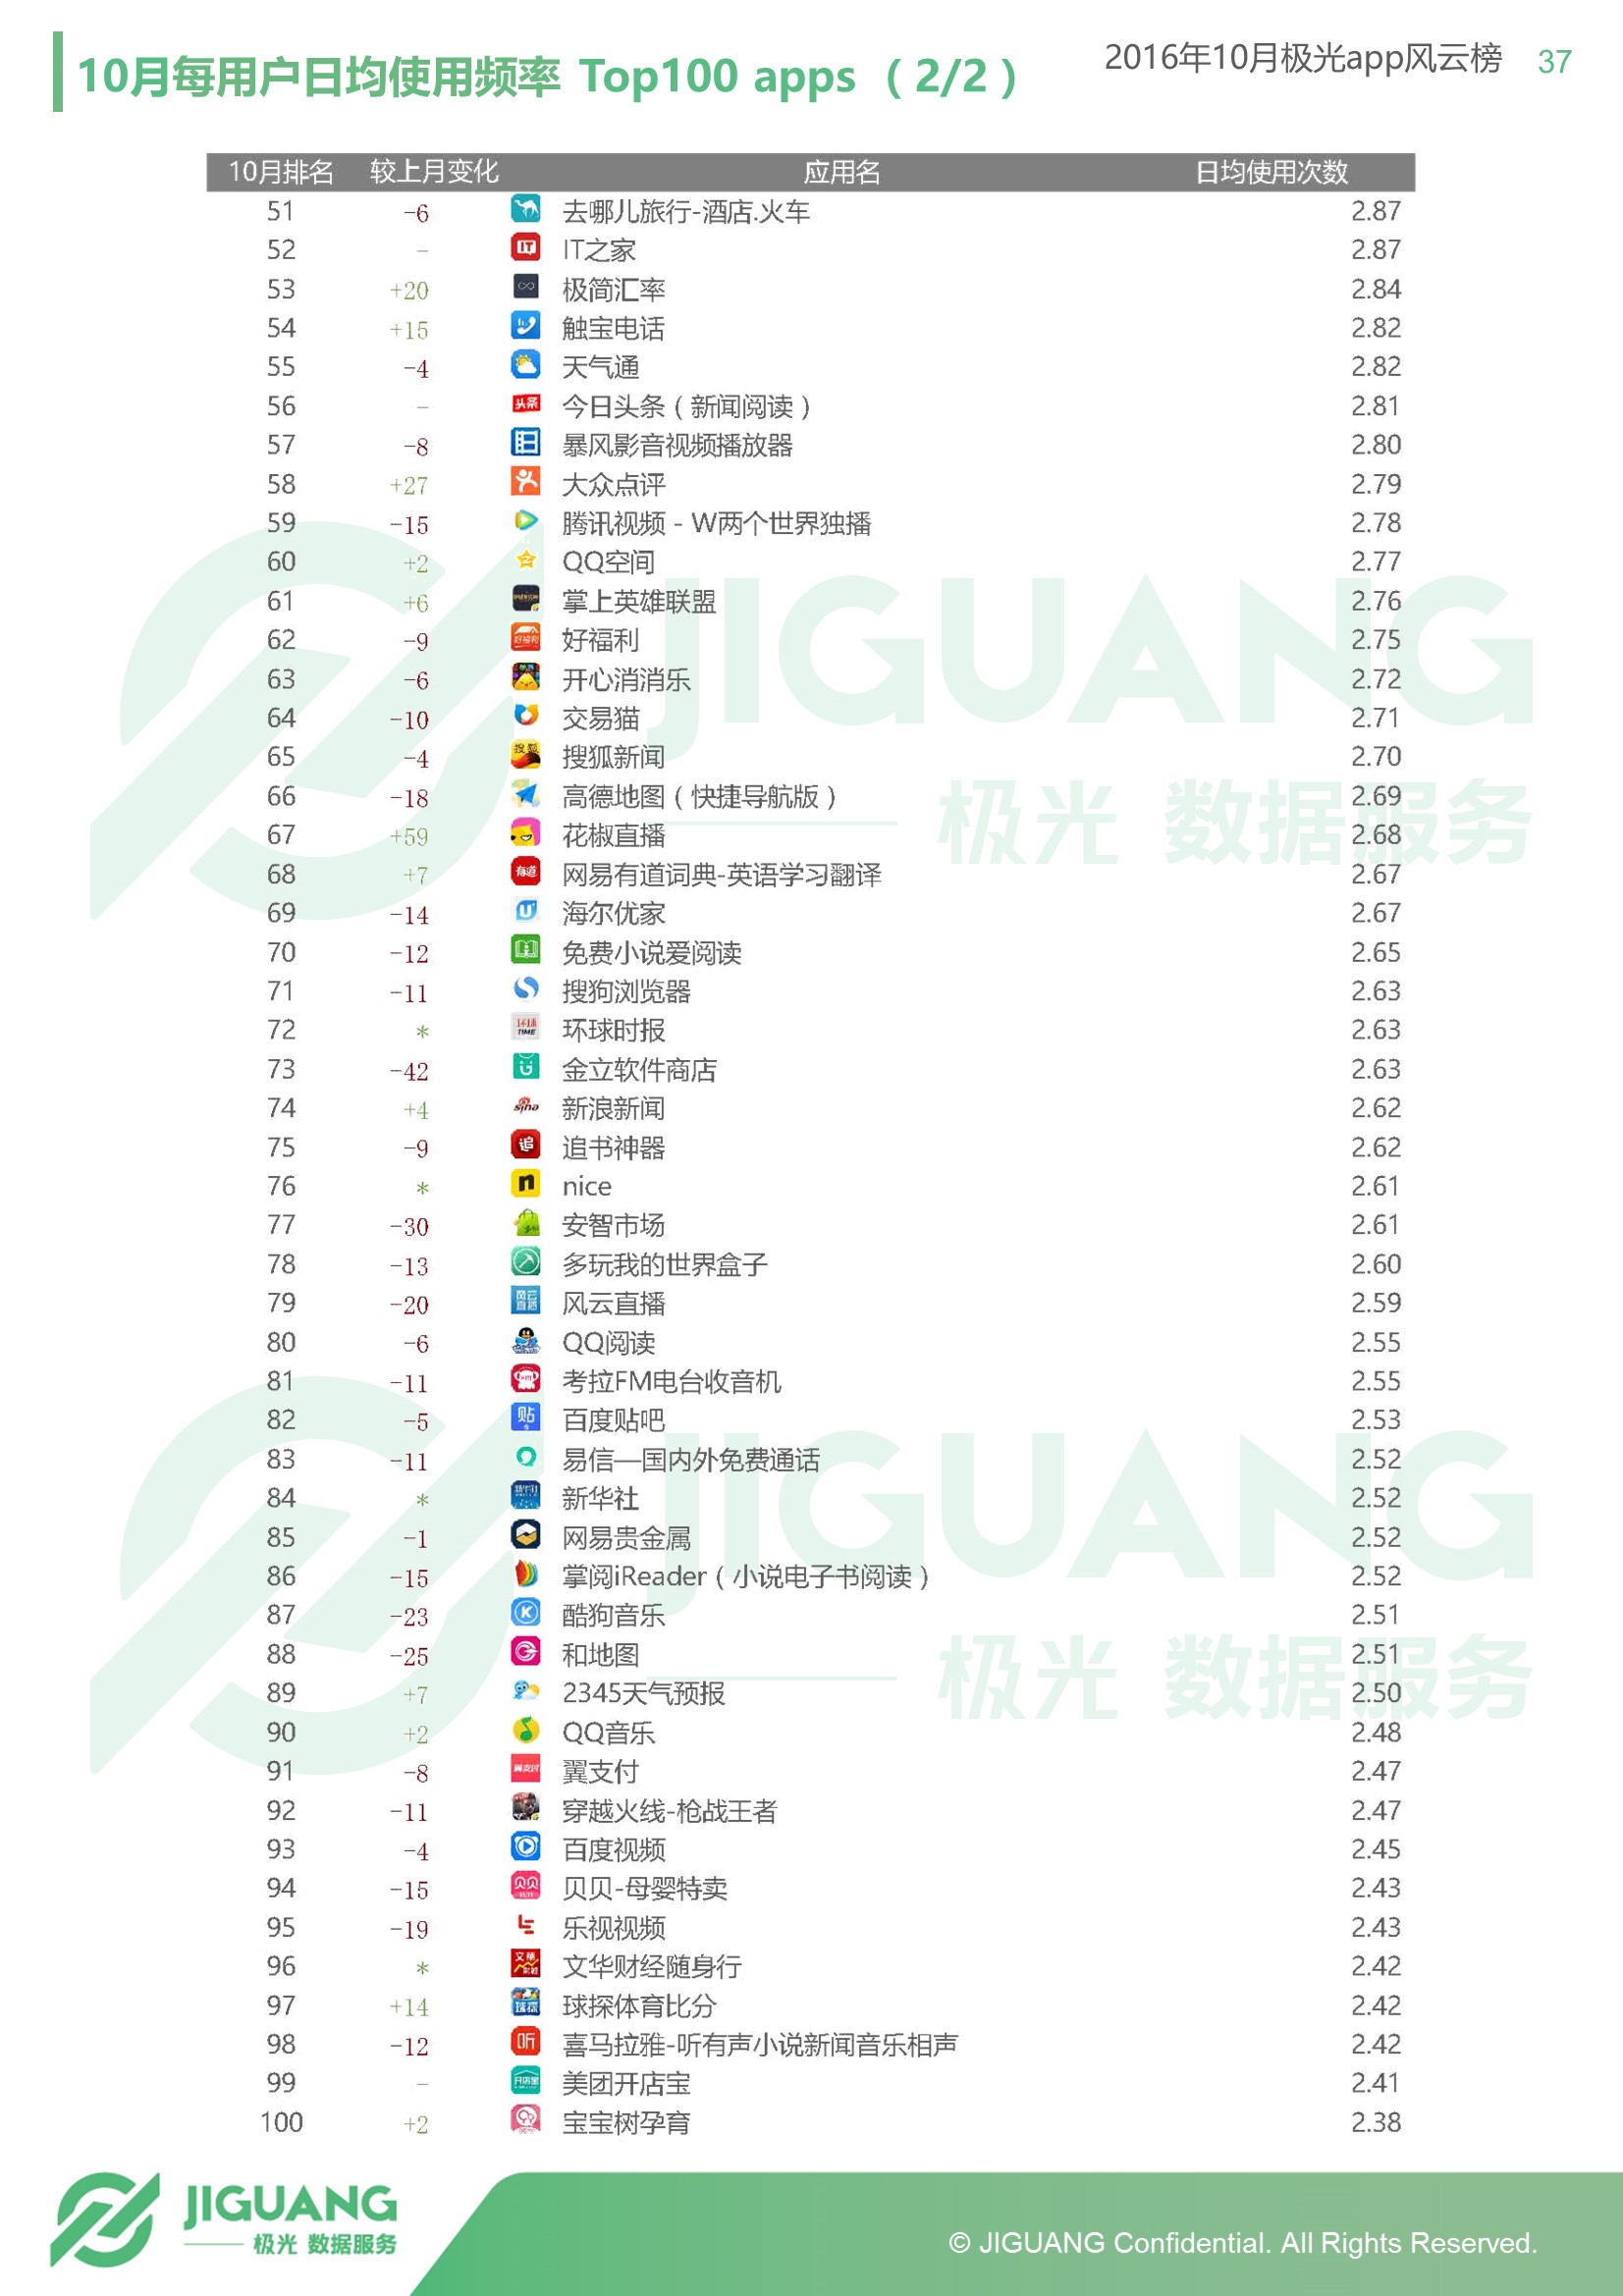 10月每用户日均使用频率 Top100 apps （2/2）
2016年10月极光app风云榜 37
10月排名 较上月变化 应用名 日均使用次数
51 -6 去哪儿旅行-酒店.火车 2.87
52 - IT之家 2.87
53 +20 极简汇率 2.84
54 +15 触宝电话 2.82
55 -4 天气通 2.82
56 - 今日头条（新闻阅读） 2.81
57 -8 暴风影音视频播放器 2.80
58 +27 大众点评 2.79
59 -15 腾讯视频 - W两个世界独播 2.78
60 +2 QQ空间 2.77
61 +6 掌上英雄联盟 2.76
62 -9 好福利 2.75
63 -6 开心消消乐 2.72
64 -10 交易猫 2.71
65 -4 搜狐新闻 2.70
66 -18 高德地图（快捷导航版） 2.69
67 +59 花椒直播 2.68
68 +7 网易有道词典-英语学习翻译 2.67
69 -14 海尔优家 2.67
70 -12 免费小说爱阅读 2.65
71 -11 搜狗浏览器 2.63
72 * 环球时报 2.63
73 -42 金立软件商店 2.63
74 +4 新浪新闻 2.62
75 -9 追书神器 2.62
76 * nice 2.61
77 -30 安智市场 2.61
78 -13 多玩我的世界盒子 2.60
79 -20 风云直播 2.59
80 -6 QQ阅读 2.55
81 -11 考拉FM电台收音机 2.55
82 -5 百度贴吧 2.53
83 -11 易信—国内外免费通话 2.52
84 * 新华社 2.52
85 -1 网易贵金属 2.52
86 -15 掌阅iReader（小说电子书阅读） 2.52
87 -23 酷狗音乐 2.51
88 -25 和地图 2.51
89 +7 2345天气预报 2.50
90 +2 QQ音乐 2.48
91 -8 翼支付 2.47
92 -11 穿越火线-枪战王者 2.47
93 -4 百度视频 2.45
94 -15 贝贝-母婴特卖 2.43
95 -19 乐视视频 2.43
96 * 文华财经随身行 2.42
97 +14 球探体育比分 2.42
98 -12 喜马拉雅-听有声小说新闻音乐相声 2.42
99 - 美团开店宝 2.41
100 +2 宝宝树孕育 2.38
JIGUANG
极光 数据服务
JIGUANG
极光 数据服务
JIGUANG
极光 数据服务
© JIGUANG Confidential. All Rights Reserved.